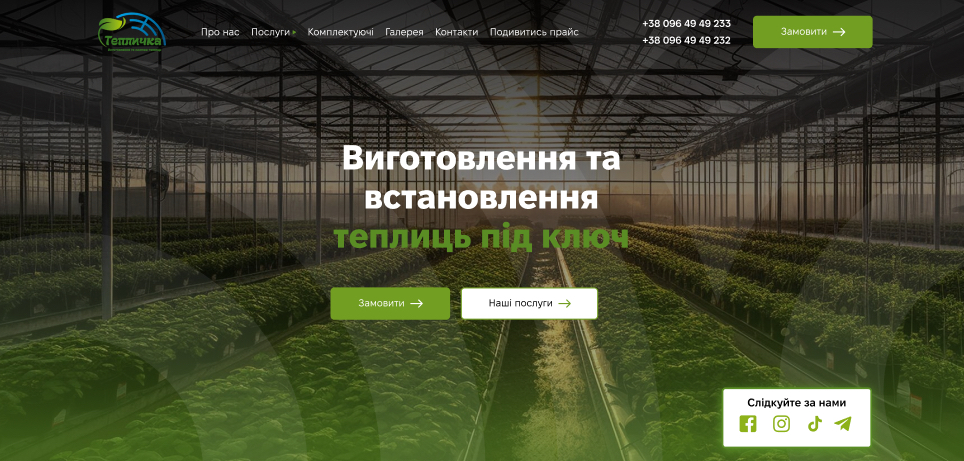 Тепличка
Про нас
Послуги
Комплектуючі
Галерея
Контакти
Подивитись прайс
+38 096 49 49 233
+38 096 49 49 232
Замовити
Виготовлення та
встановлення
теплиць під ключ
Замовити
Наші послуги
Слідкуйте за нами